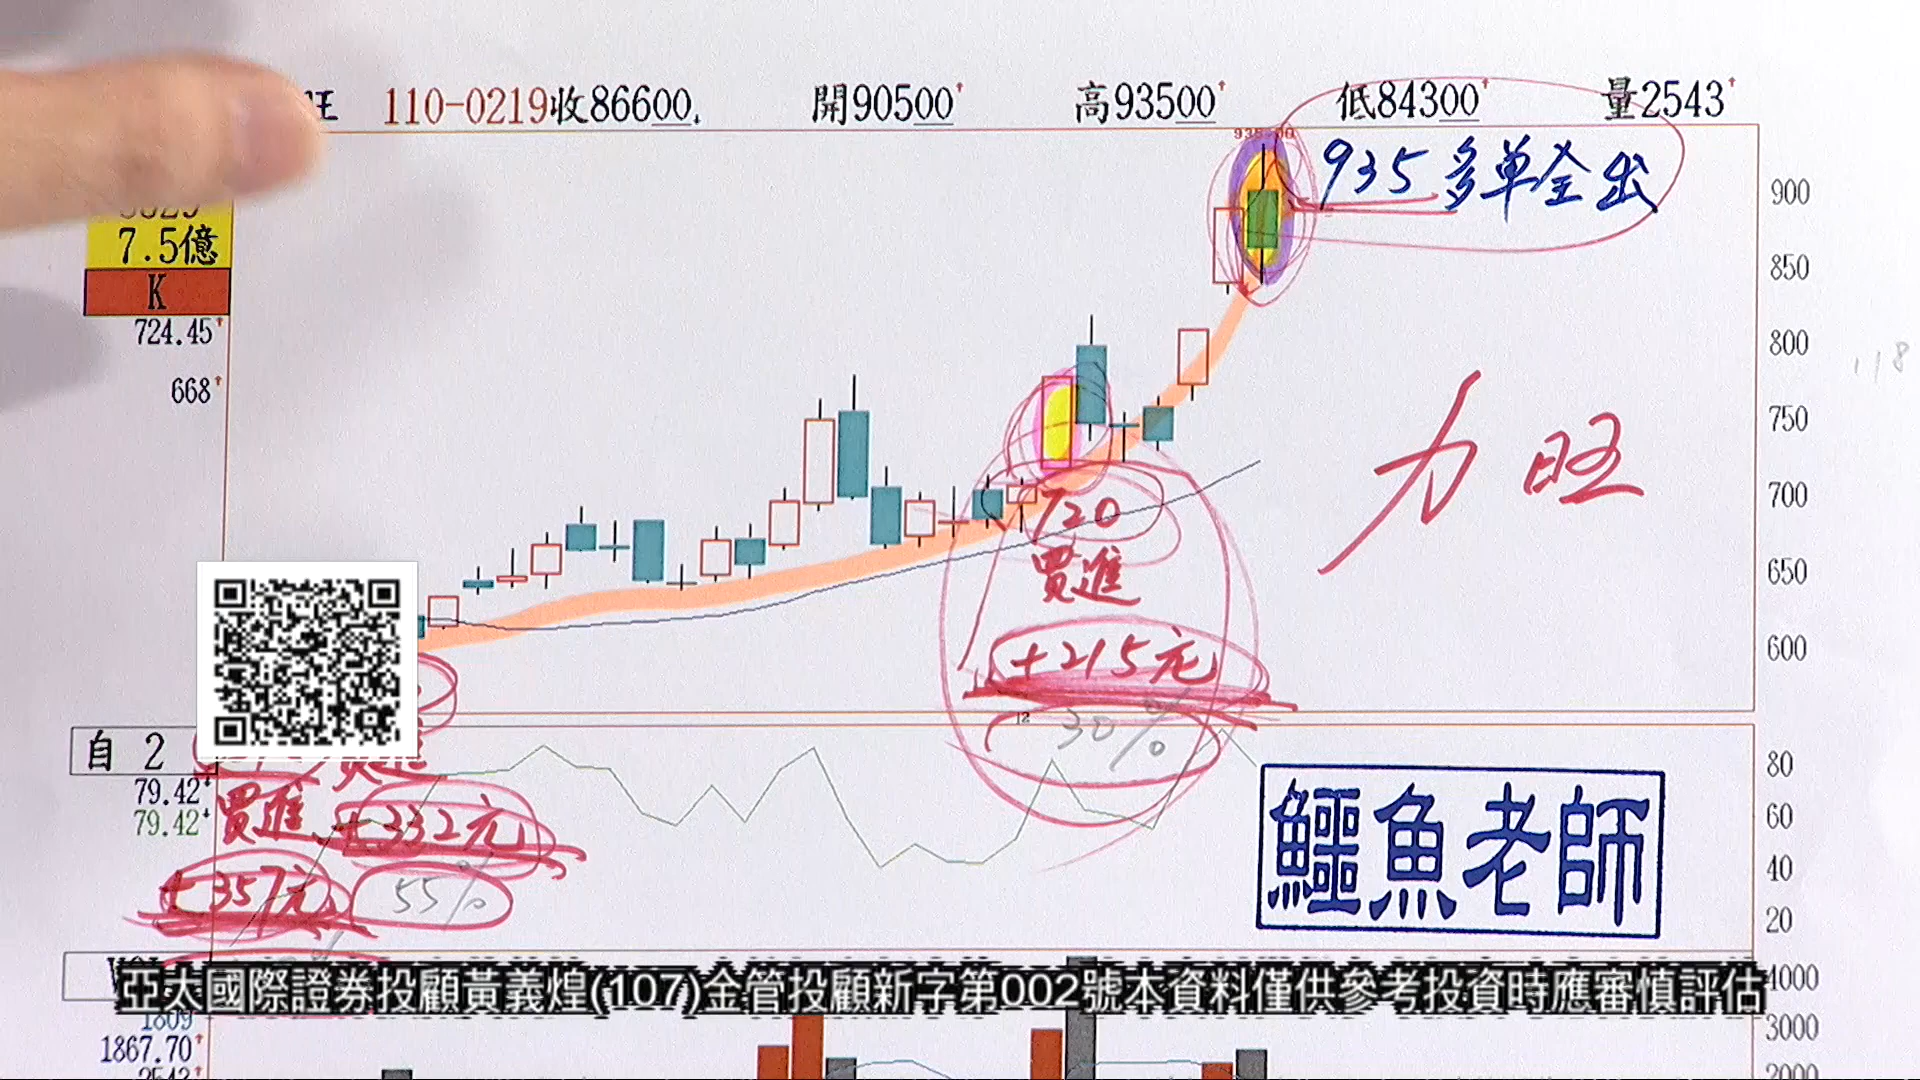 旺 110-0219收86600 開90500 高93500 低84300 量2543
935多单全出
900
7.5億
850
K
724.45
800
668
750
力旺
700
720
買進
650
+215元
600
30%
自 2
80
79.42
79.42
買進
+332元
60
+357元
55%
40
20
鱷魚老師
4000
亞太國際證券投顧黃義煌(107)金管投顧新字第002號本資料僅供參考投資時應審慎評估
1809
3000
1867.70